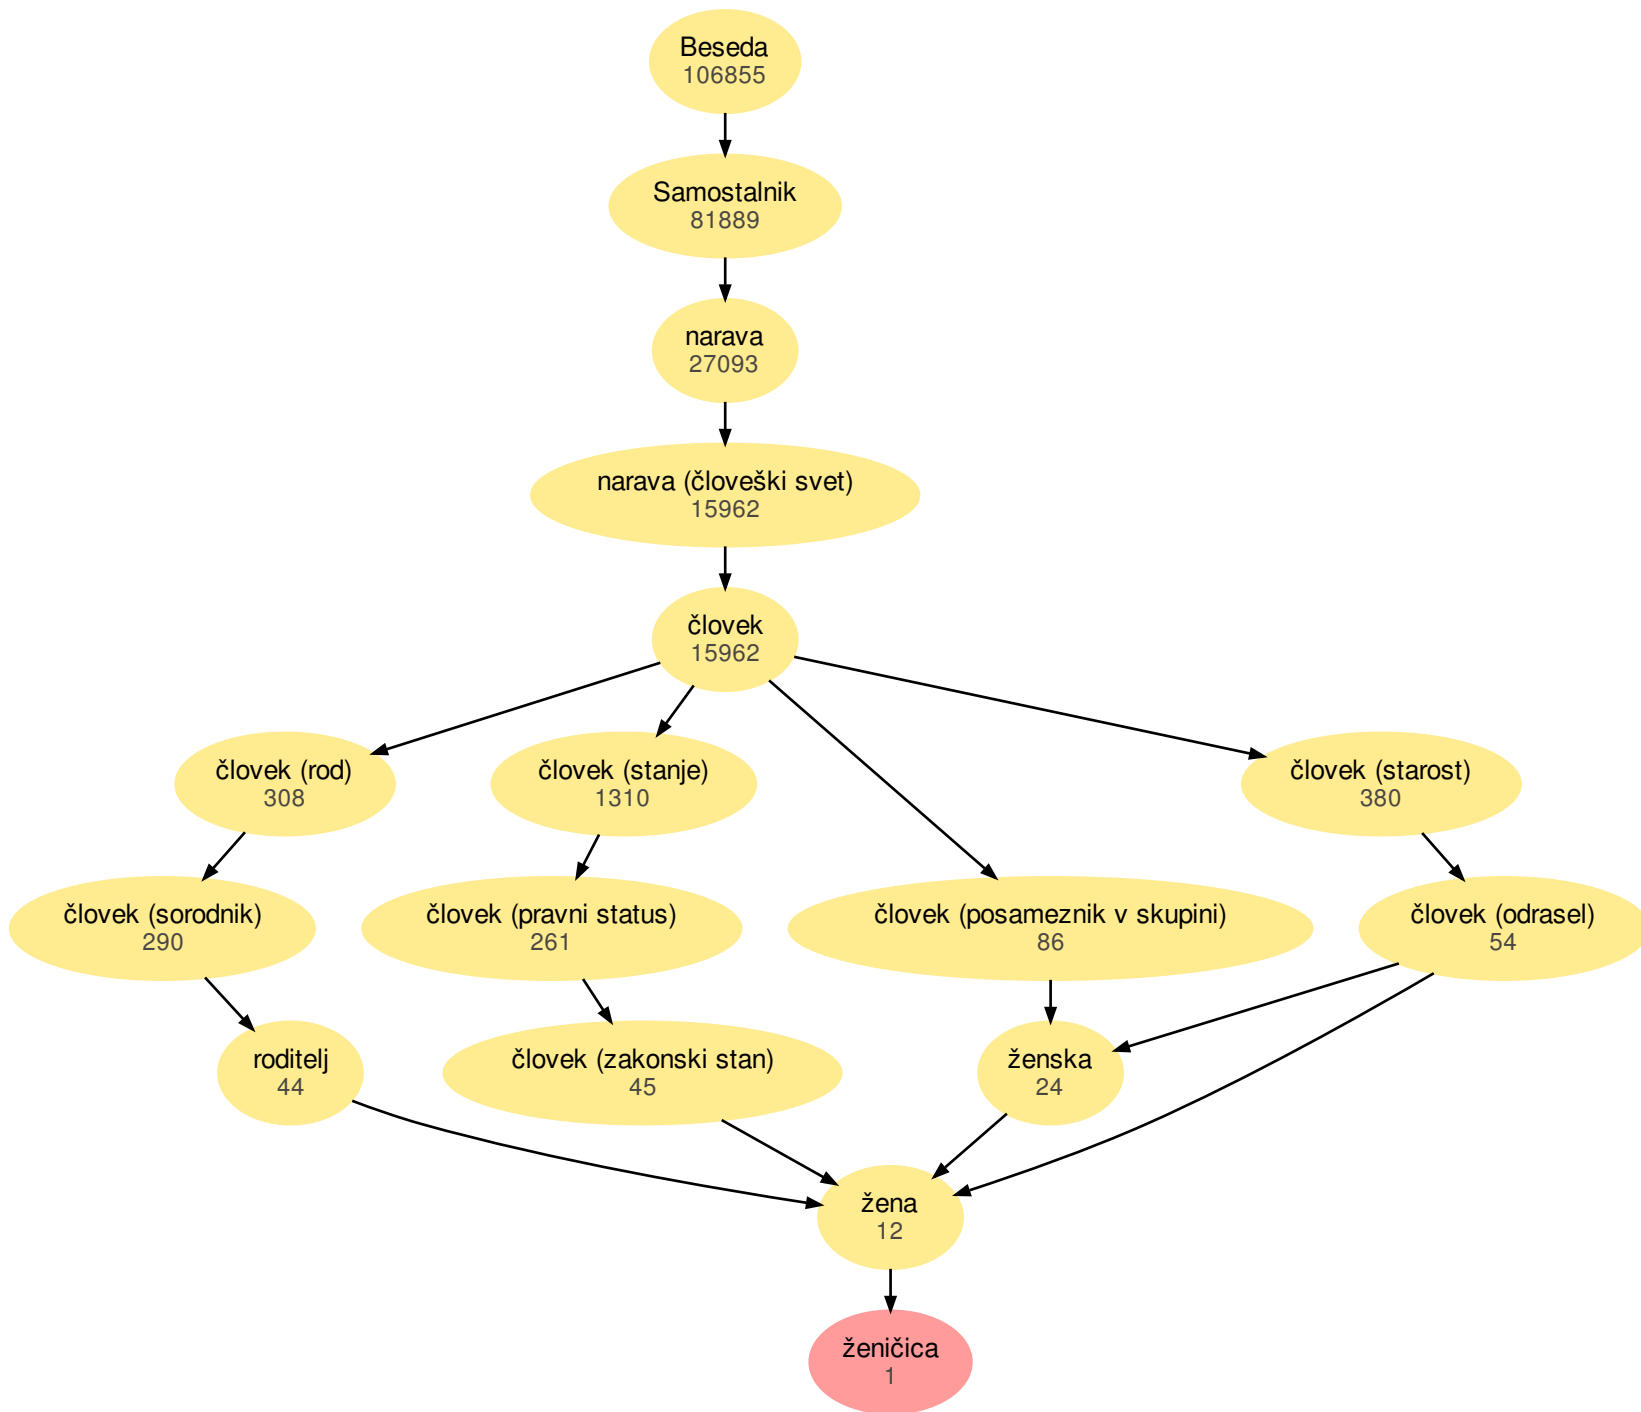 Beseda
106855
Samostalnik
81889
narava
27093
narava (človeški svet)
15962
človek
15962
človek (rod)
308
človek (stanje)
1310
človek (starost)
380
človek (sorodnik)
290
človek (pravni status)
261
človek (posameznik v skupini)
86
človek (odrasel)
54
roditelj
44
človek (zakonski stan)
45
ženska
24
žena
12
ženičica
1